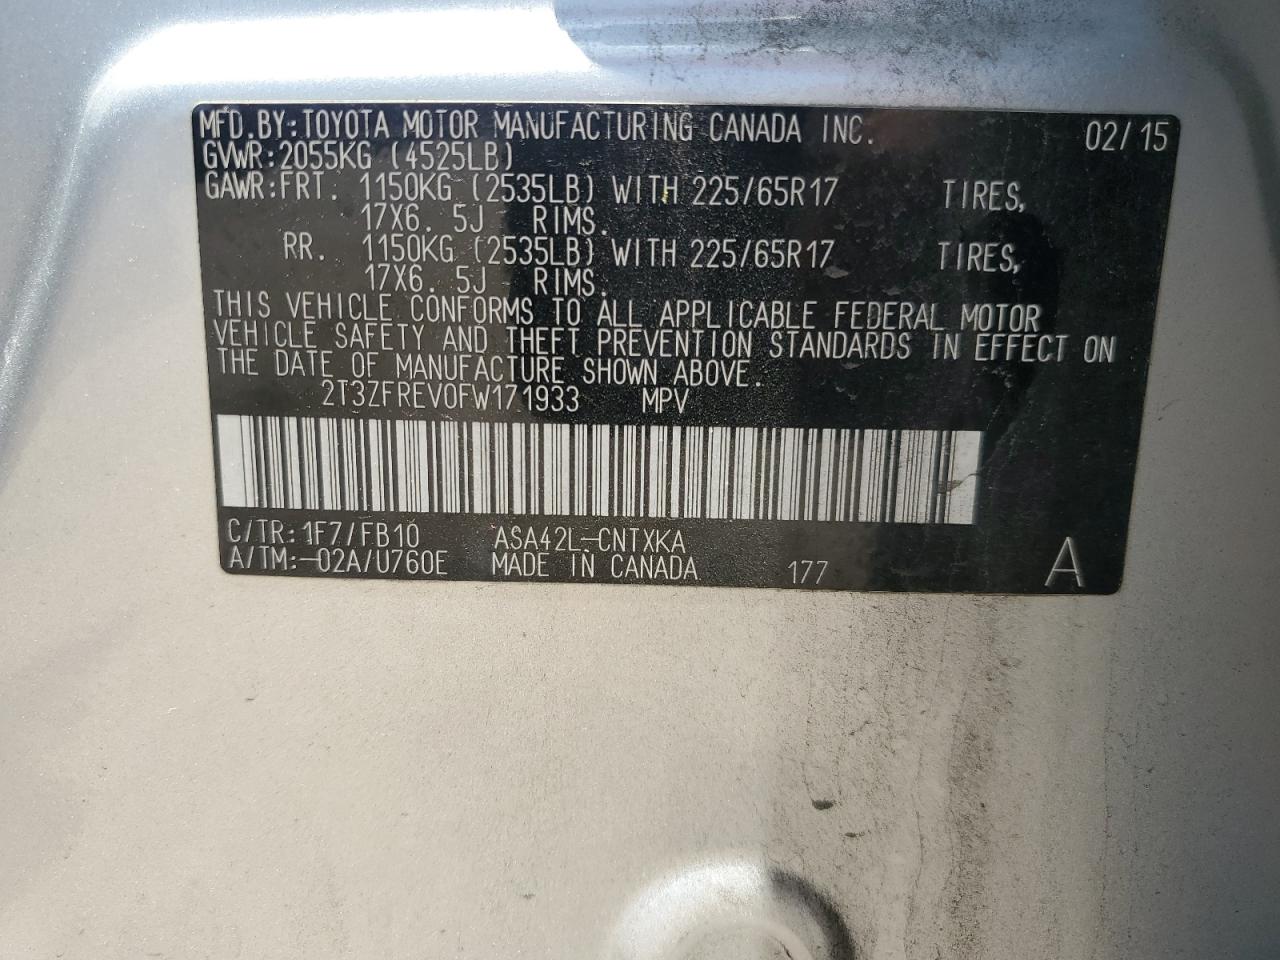 MFD.BY:TOYOTA MOTOR MANUFACTURING CANADA INC. 02/15
GVWR:2055KG (4525LB)
GAWR:FRT. 1150KG (2535LB) WITH 225/65R17 TIRES,
17X6. 5J RIMS.
RR. 1150KG (2535LB) WITH 225/65R17 TIRES,
17X6. 5J RIMS.
THIS VEHICLE CONFORMS TO ALL APPLICABLE FEDERAL MOTOR
VEHICLE SAFETY AND THEFT PREVENTION STANDARDS IN EFFECT ON
THE DATE OF MANUFACTURE SHOWN ABOVE.
2T3ZFREV0FW171933 MPV
C/TR:1F7/FB10 ASA42L-CNTXKA
A/TM:-02A/U760E MADE IN CANADA 177 A